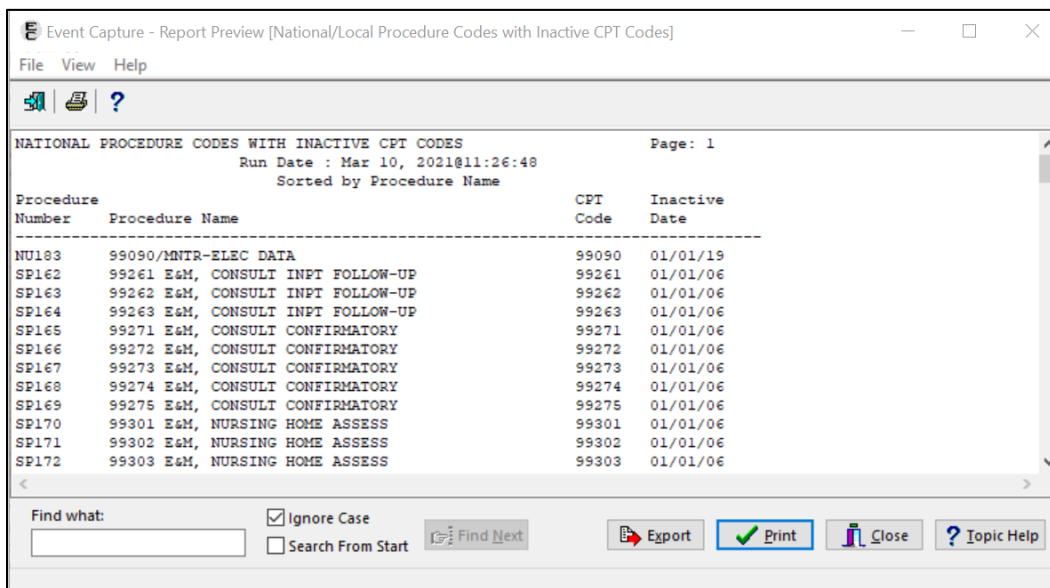 Event Capture - Report Preview [National/Local Procedure Codes with Inactive CPT Codes]
File View Help
NATIONAL PROCEDURE CODES WITH INACTIVE CPT CODES Page: 1
Run Date : Mar 10, 2021@11:26:48
Sorted by Procedure Name
Procedure CPT Inactive
Number Procedure Name Code Date
--------------------------------------------------------------------------------
NU183 99090/MNTR-ELEC DATA 99090 01/01/19
SP162 99261 E&M, CONSULT INPT FOLLOW-UP 99261 01/01/06
SP163 99262 E&M, CONSULT INPT FOLLOW-UP 99262 01/01/06
SP164 99263 E&M, CONSULT INPT FOLLOW-UP 99263 01/01/06
SP165 99271 E&M, CONSULT CONFIRMATORY 99271 01/01/06
SP166 99272 E&M, CONSULT CONFIRMATORY 99272 01/01/06
SP167 99273 E&M, CONSULT CONFIRMATORY 99273 01/01/06
SP168 99274 E&M, CONSULT CONFIRMATORY 99274 01/01/06
SP169 99275 E&M, CONSULT CONFIRMATORY 99275 01/01/06
SP170 99301 E&M, NURSING HOME ASSESS 99301 01/01/06
SP171 99302 E&M, NURSING HOME ASSESS 99302 01/01/06
SP172 99303 E&M, NURSING HOME ASSESS 99303 01/01/06
Find what: Ignore Case
Search From Start Find Next Export Print Close ? Topic Help